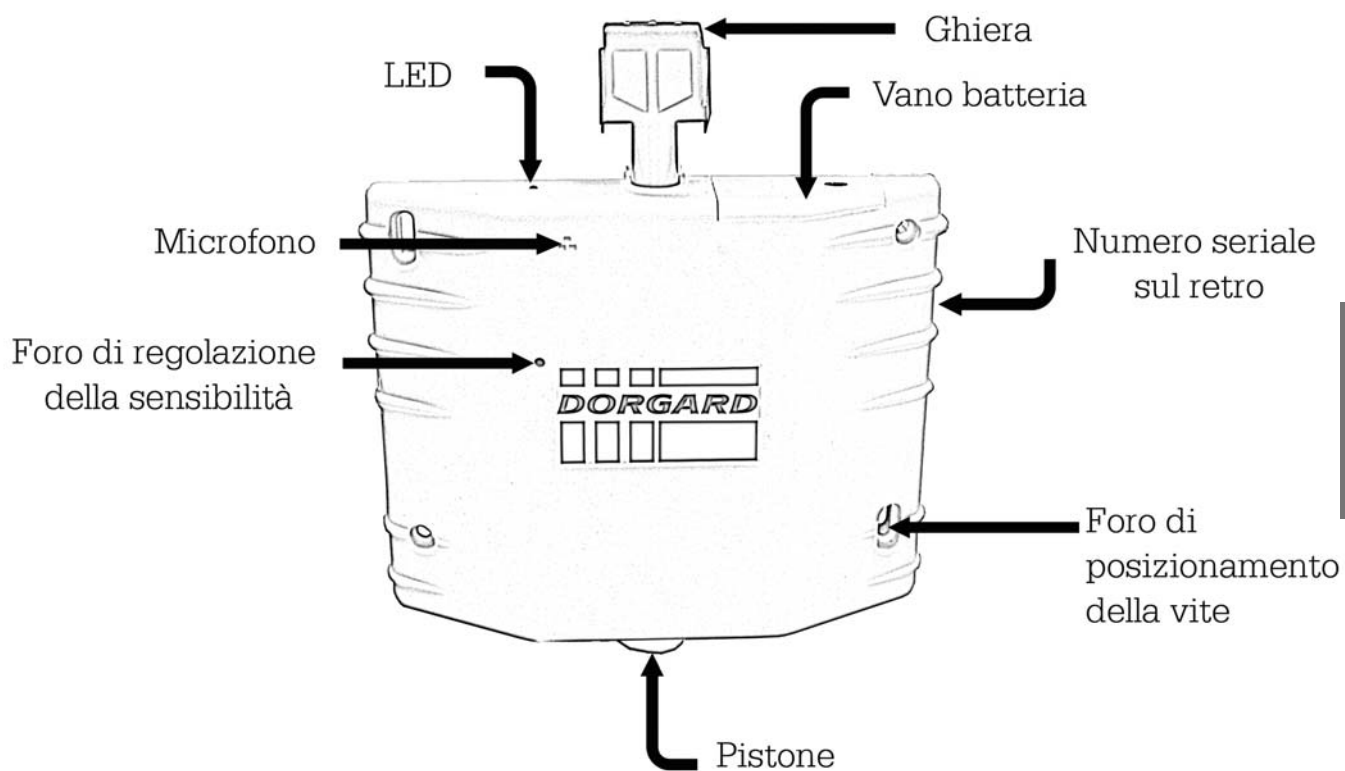 Ghiera
LED
Vano batteria
Microfono
Numero seriale
sul retro
Foro di regolazione
della sensibilità
DORGARD
Foro di
posizionamento
della vite
Pistone